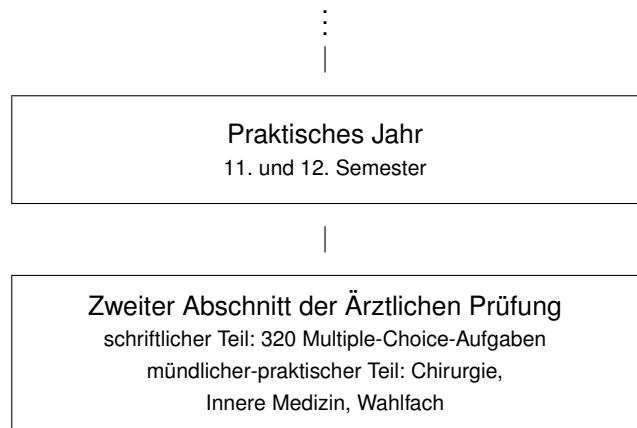 Praktisches Jahr
11. und 12. Semester
Zweiter Abschnitt der Ärztlichen Prüfung
schriftlicher Teil: 320 Multiple-Choice-Aufgaben
mündlicher-praktischer Teil: Chirurgie,
Innere Medizin, Wahlfach